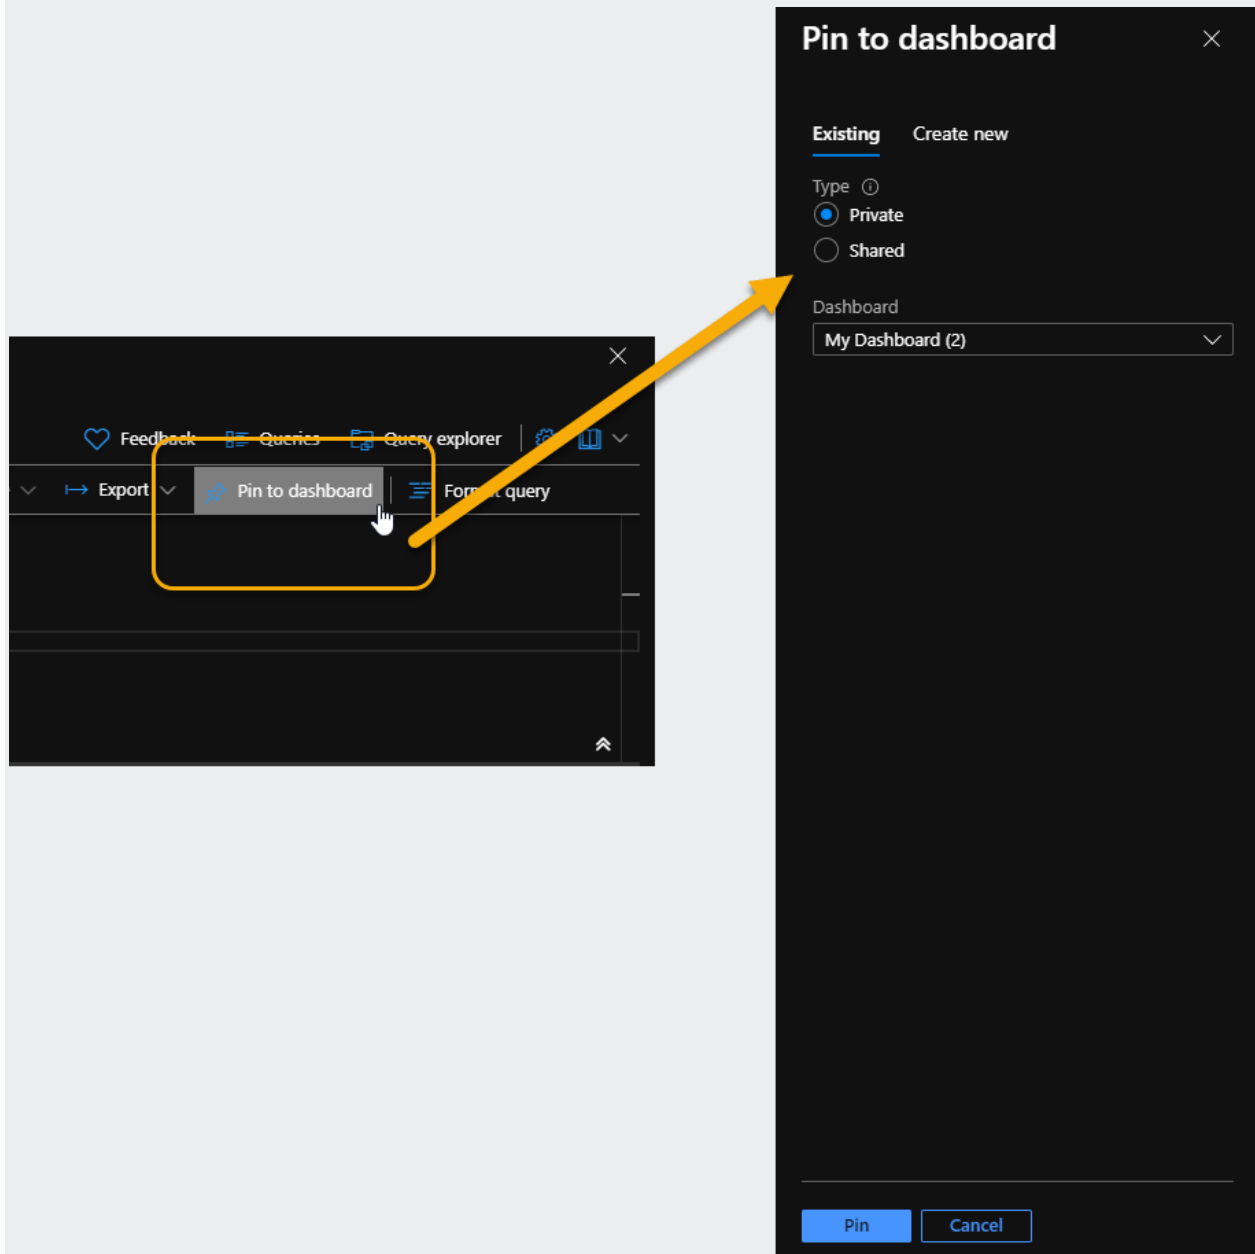 Pin to dashboard
Existing Create new
Type
Private
Shared
Dashboard
My Dashboard (2)
Feedback Queries Query explorer
Export Pin to dashboard Format query
Pin Cancel